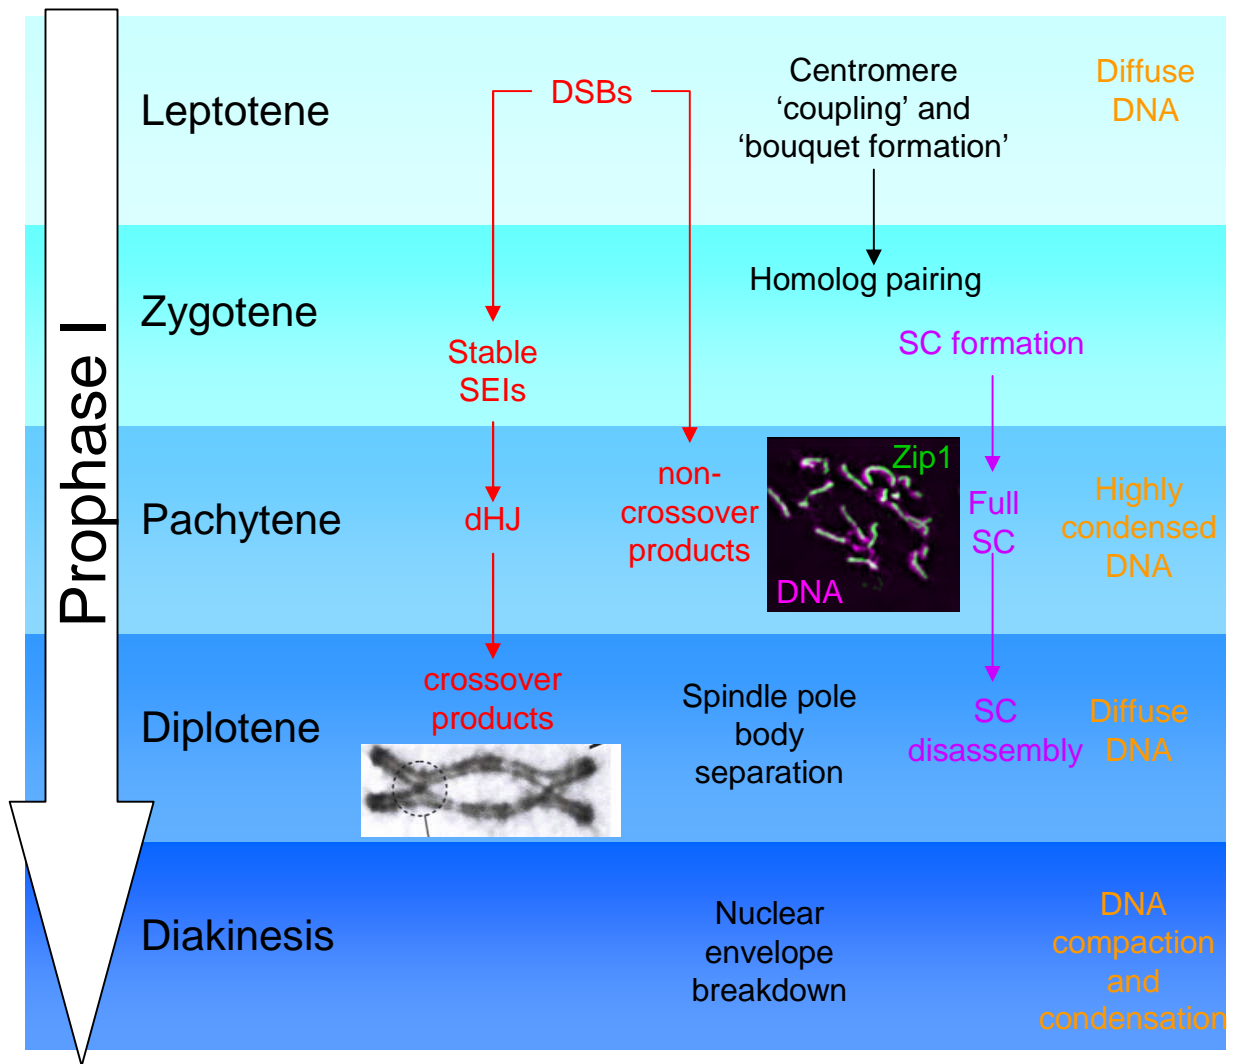 Prophase I
Leptotene
DSBs
Centromere
‘coupling’ and
‘bouquet formation’
Diffuse
DNA
Zygotene
Homolog pairing
Stable
SEIs
SC formation
Pachytene
dHJ
non-
crossover
products
Zip1
DNA
Full
SC
Highly
condensed
DNA
Diplotene
crossover
products
Spindle pole
body
separation
SC
disassembly
Diffuse
DNA
Diakinesis
Nuclear
envelope
breakdown
DNA
compaction
and
condensation